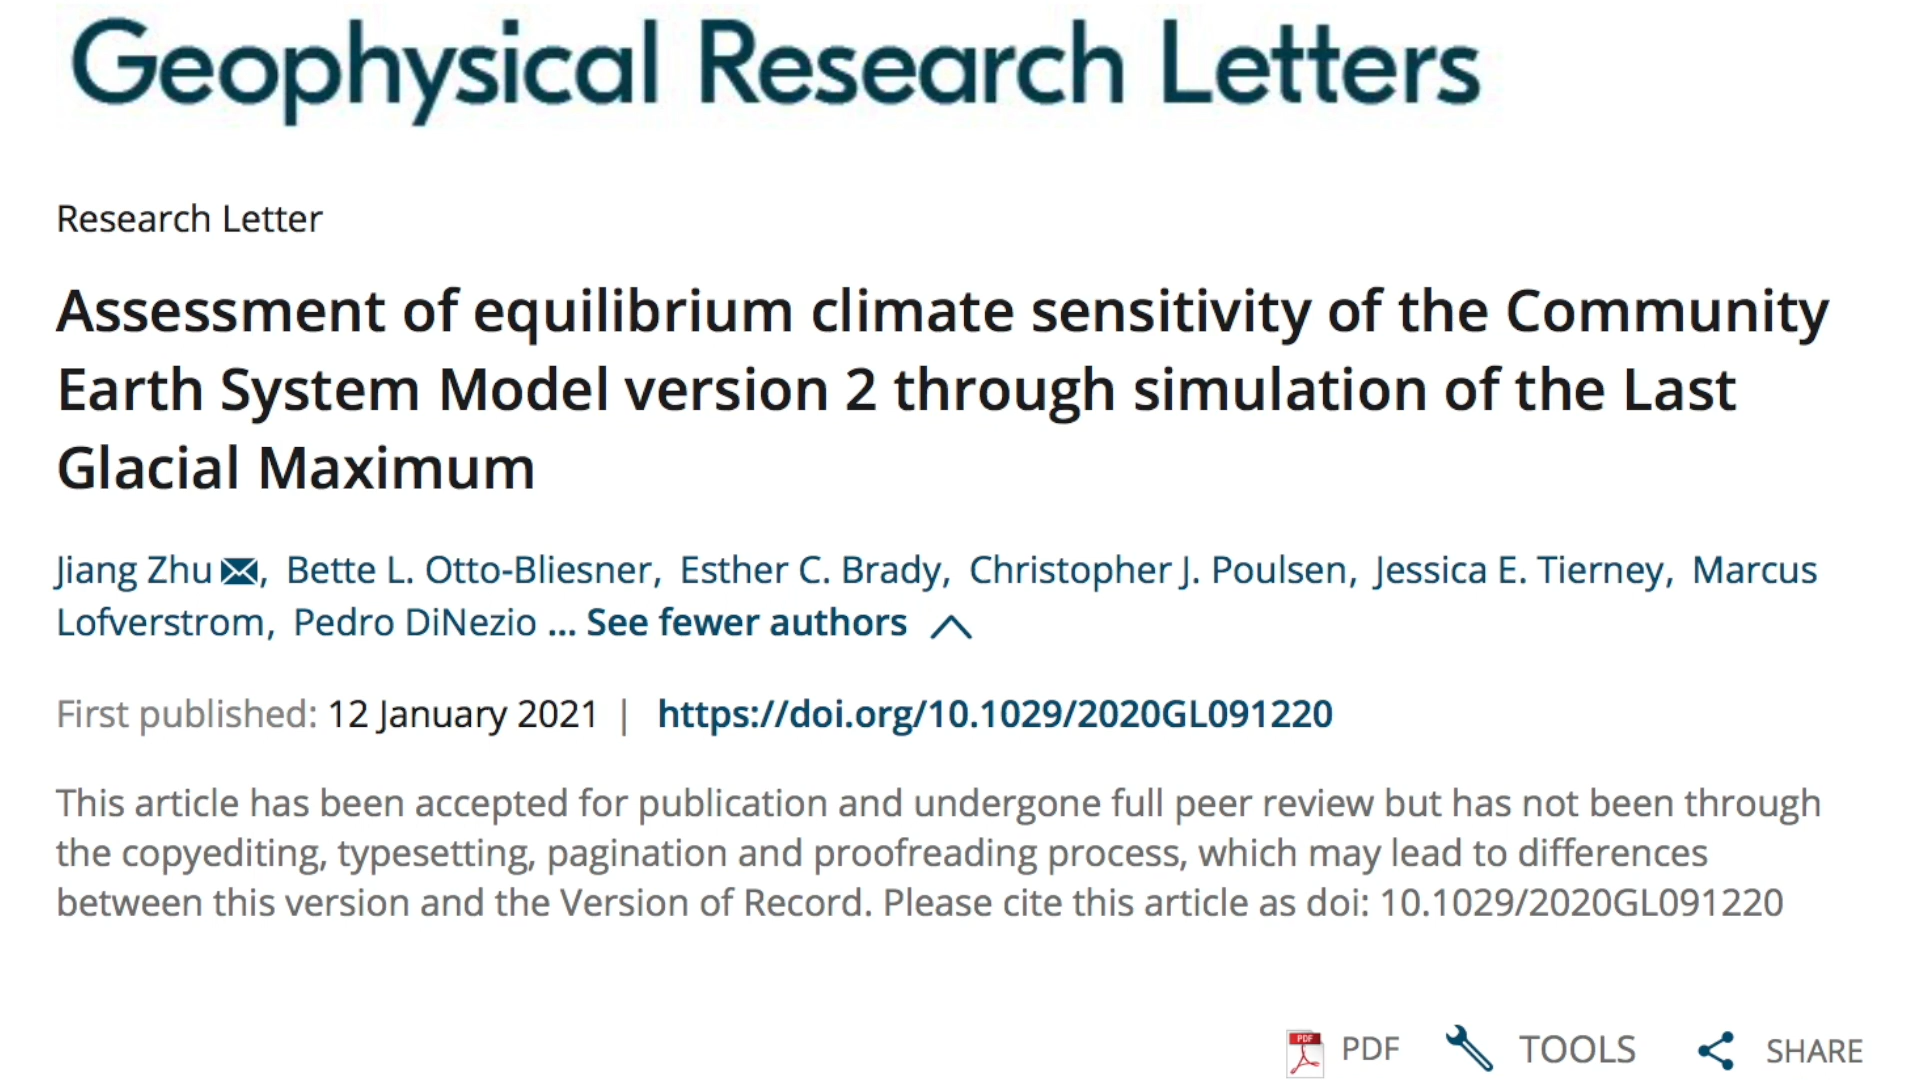 Geophysical Research Letters
Research Letter
Assessment of equilibrium climate sensitivity of the Community
Earth System Model version 2 through simulation of the Last
Glacial Maximum
Jiang Zhu, Bette L. Otto-Bliesner, Esther C. Brady, Christopher J. Poulsen, Jessica E. Tierney, Marcus
Lofverstrom, Pedro DiNezio ... See fewer authors
First published: 12 January 2021 | https://doi.org/10.1029/2020GL091220
This article has been accepted for publication and undergone full peer review but has not been through
the copyediting, typesetting, pagination and proofreading process, which may lead to differences
between this version and the Version of Record. Please cite this article as doi: 10.1029/2020GL091220
PDF PDF TOOLS SHARE